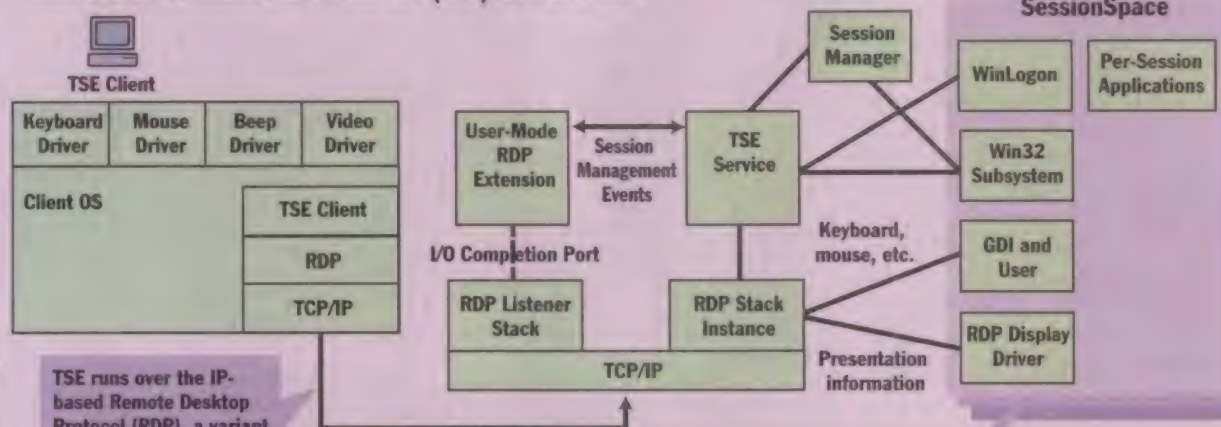 TSE Client
Keyboard
Driver
Mouse
Driver
Beep
Driver
Video
Driver
Client OS
TSE Client
RDP
TCP/IP
TSE runs over the IP-
based Remote Desktop
Protocol (RDP), a variant
User-Mode
RDP
Extension
Session
Management
Events
TSE
Service
Session
Manager
I/O Completion Port
RDP Listener
Stack
RDP Stack
Instance
TCP/IP
Keyboard,
mouse, etc.
Presentation
information
SessionSpace
WinLogon
Per-Session
Applications
Win32
Subsystem
GDI and
User
RDP Display
Driver